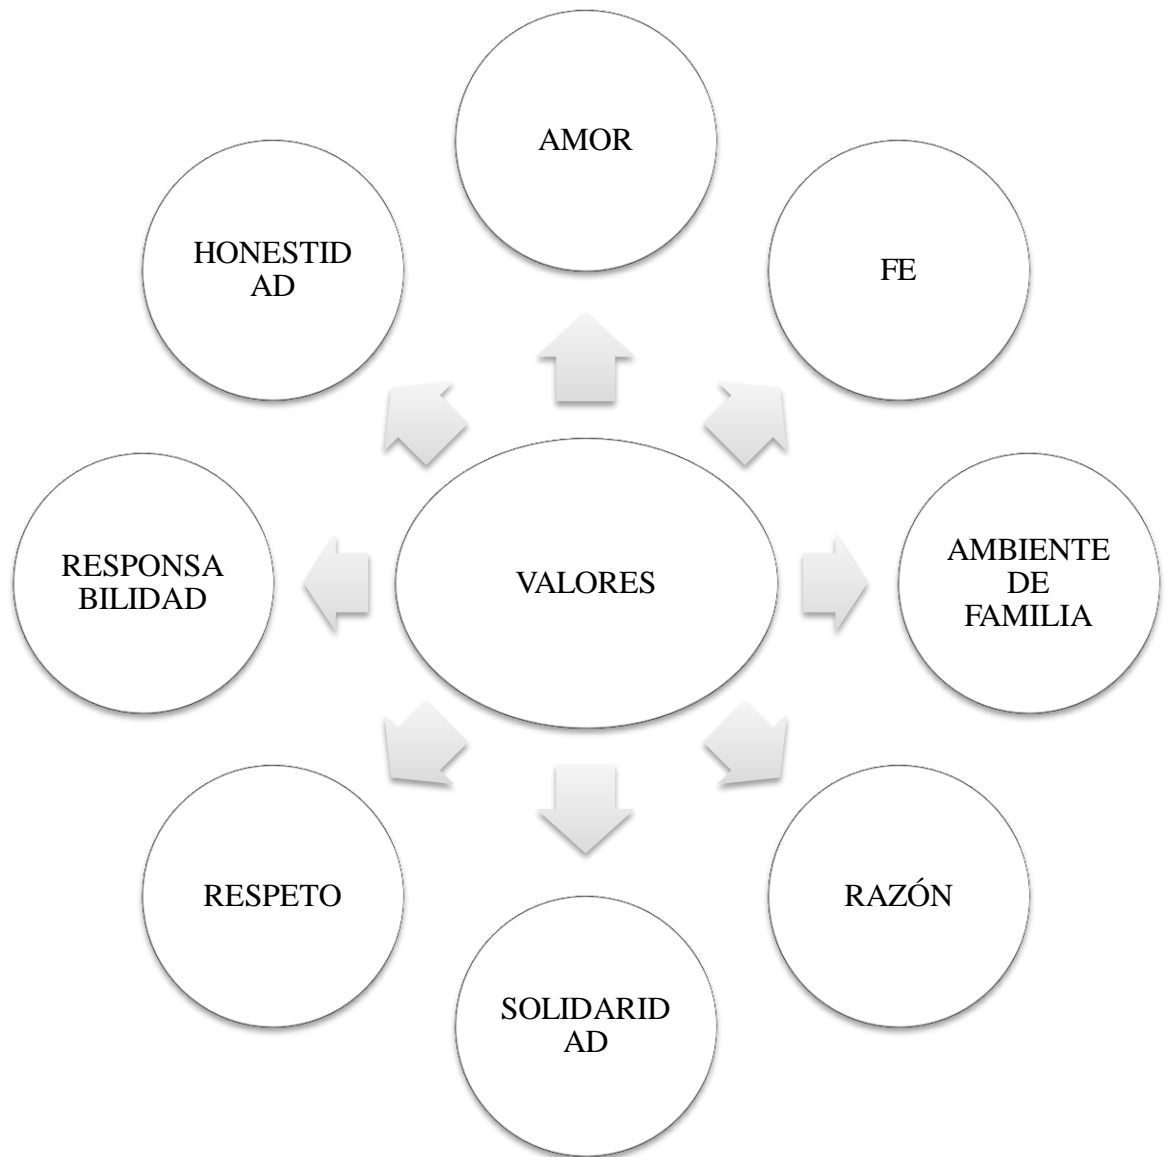 AMOR
HONESTID
AD
FE
RESPONSA
BILIDAD
VALORES
AMBIENTE
DE
FAMILIA
RESPETO
RAZÓN
SOLIDARID
AD